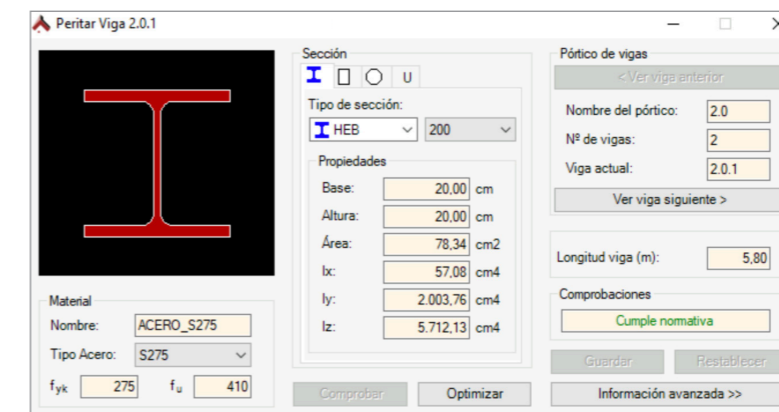 Peritar Viga 2.0.1
Sección
U
Tipo de sección:
HEB 200
Propiedades
Base: 20,00 cm
Altura: 20,00 cm
Área: 78,34 cm2
Ix: 57,08 cm4
Iy: 2.003,76 cm4
Iz: 5.712,13 cm4
Comprobar Optimizar
Material
Nombre: ACERO_S275
Tipo Acero: S275
fyk 275 fu 410
Pórtico de vigas
< Ver viga anterior
Nombre del pórtico: 2.0
Nº de vigas: 2
Viga actual: 2.0.1
Ver viga siguiente >
Longitud viga (m): 5,80
Comprobaciones
Cumple normativa
Guardar Restablecer
Información avanzada >>